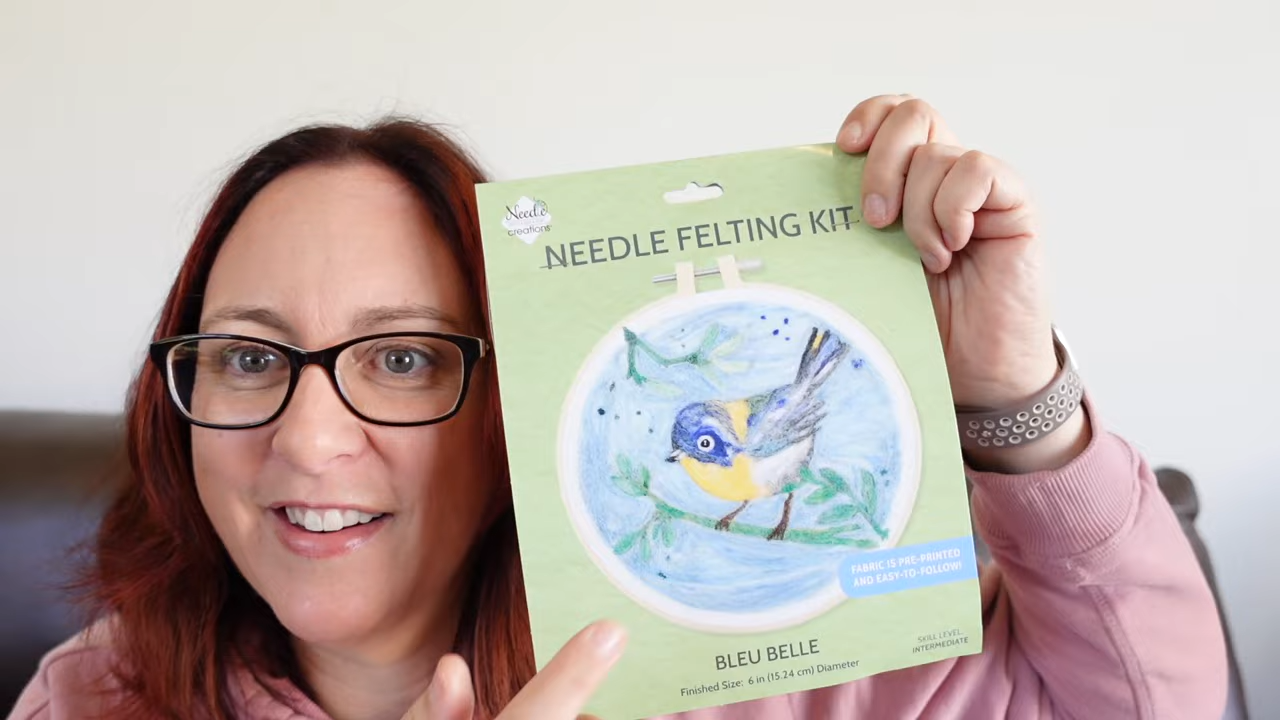 Needle
creations
NEEDLE FELTING KIT
FABRIC IS PRE-PRINTED
AND EASY-TO-FOLLOW!
BLEU BELLE
Finished Size: 6 in (15.24 cm) Diameter
SKILL LEVEL:
INTERMEDIATE